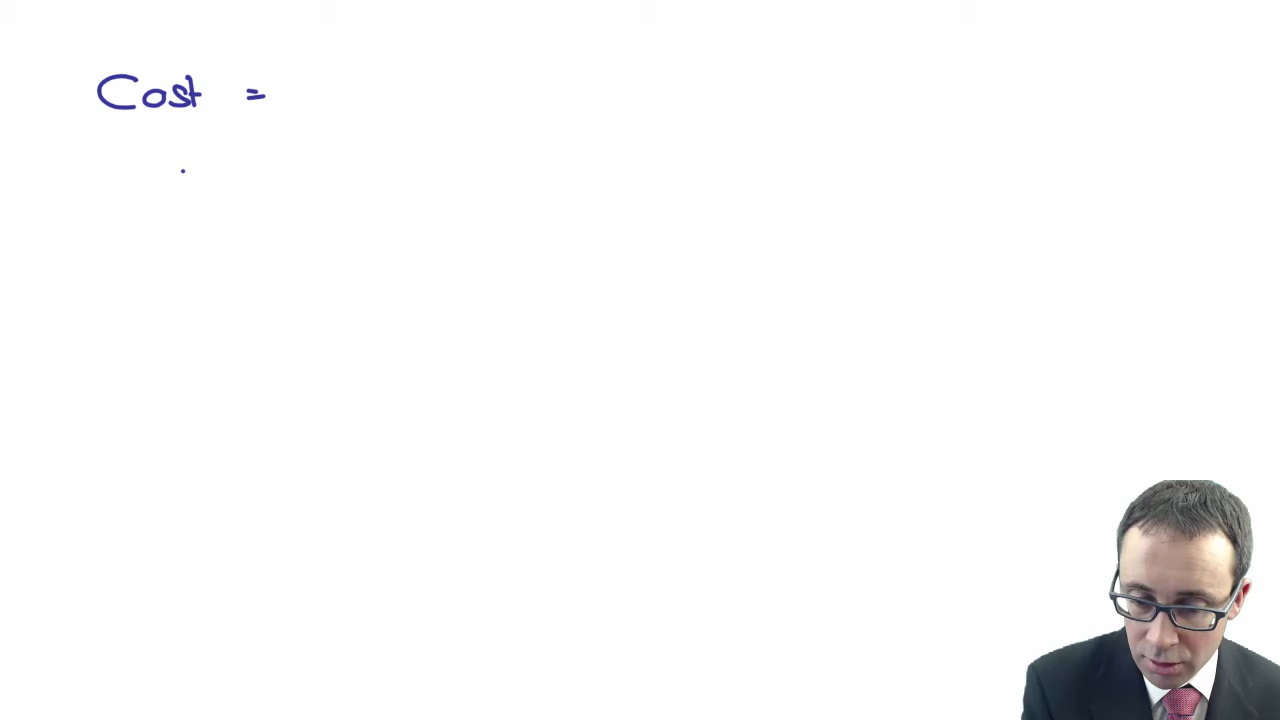 Cost =